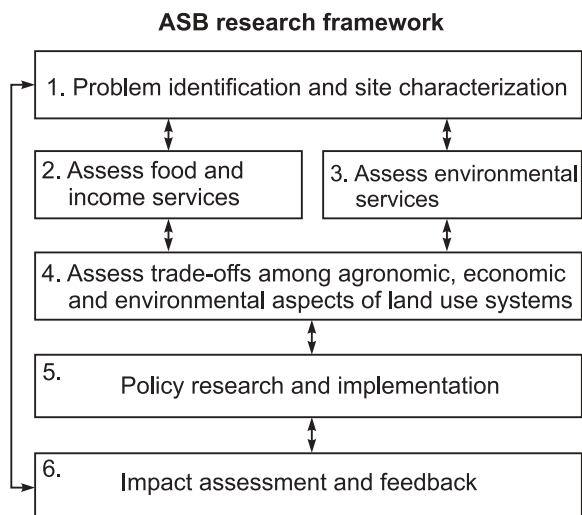 ASB research framework
1. Problem identification and site characterization
2. Assess food and
income services
3. Assess environmental
services
4. Assess trade-offs among agronomic, economic
and environmental aspects of land use systems
5.
Policy research and implementation
6.
Impact assessment and feedback